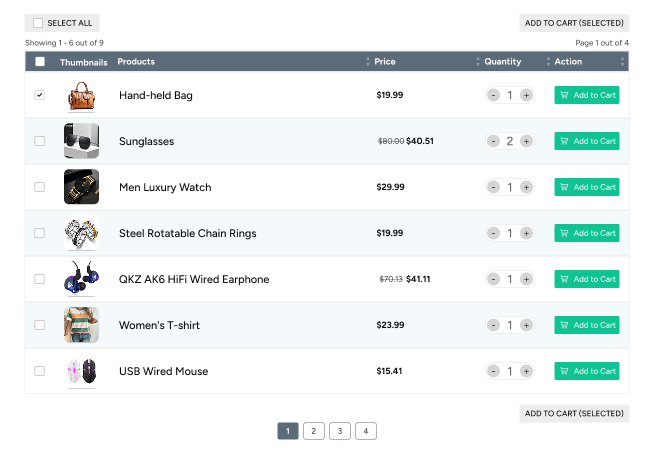 SELECT ALL ADD TO CART (SELECTED)
Showing 1 - 6 out of 9 Page 1 out of 4
Thumbnails Products Price Quantity Action
Hand-held Bag $19.99 - 1 + Add to Cart
Sunglasses $80.00 $40.51 - 2 + Add to Cart
Men Luxury Watch $29.99 - 1 + Add to Cart
Steel Rotatable Chain Rings $19.99 - 1 + Add to Cart
QKZ AK6 HiFi Wired Earphone $70.13 $41.11 - 1 + Add to Cart
Women's T-shirt $23.99 - 1 + Add to Cart
USB Wired Mouse $15.41 - 1 + Add to Cart
ADD TO CART (SELECTED)
1 2 3 4